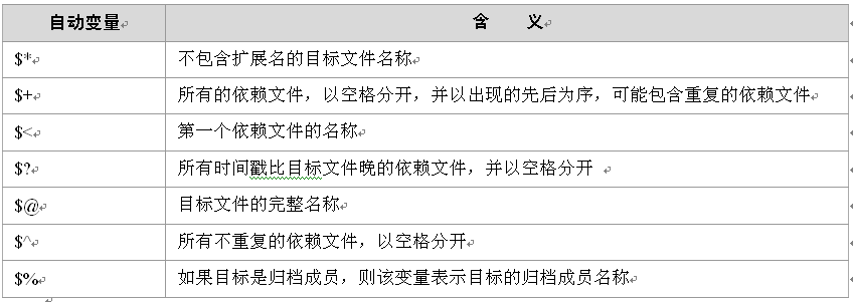 自动变量 含 义
$* 不包含扩展名的目标文件名称
$+ 所有的依赖文件，以空格分开，并以出现的先后为序，可能包含重复的依赖文件
$< 第一个依赖文件的名称
$? 所有时间戳比目标文件晚的依赖文件，并以空格分开
$@ 目标文件的完整名称
$^ 所有不重复的依赖文件，以空格分开
$% 如果目标是归档成员，则该变量表示目标的归档成员名称